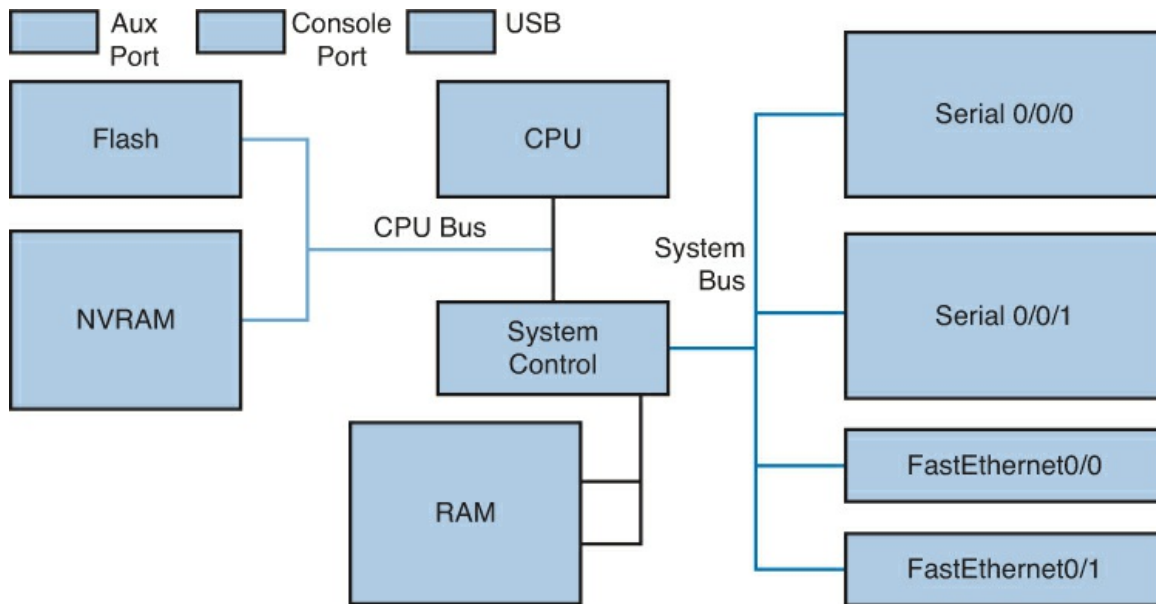 Aux
Port
Console
Port
USB
Flash
CPU
Serial 0/0/0
CPU Bus
NVRAM
System
Bus
System
Control
Serial 0/0/1
RAM
FastEthernet0/0
FastEthernet0/1